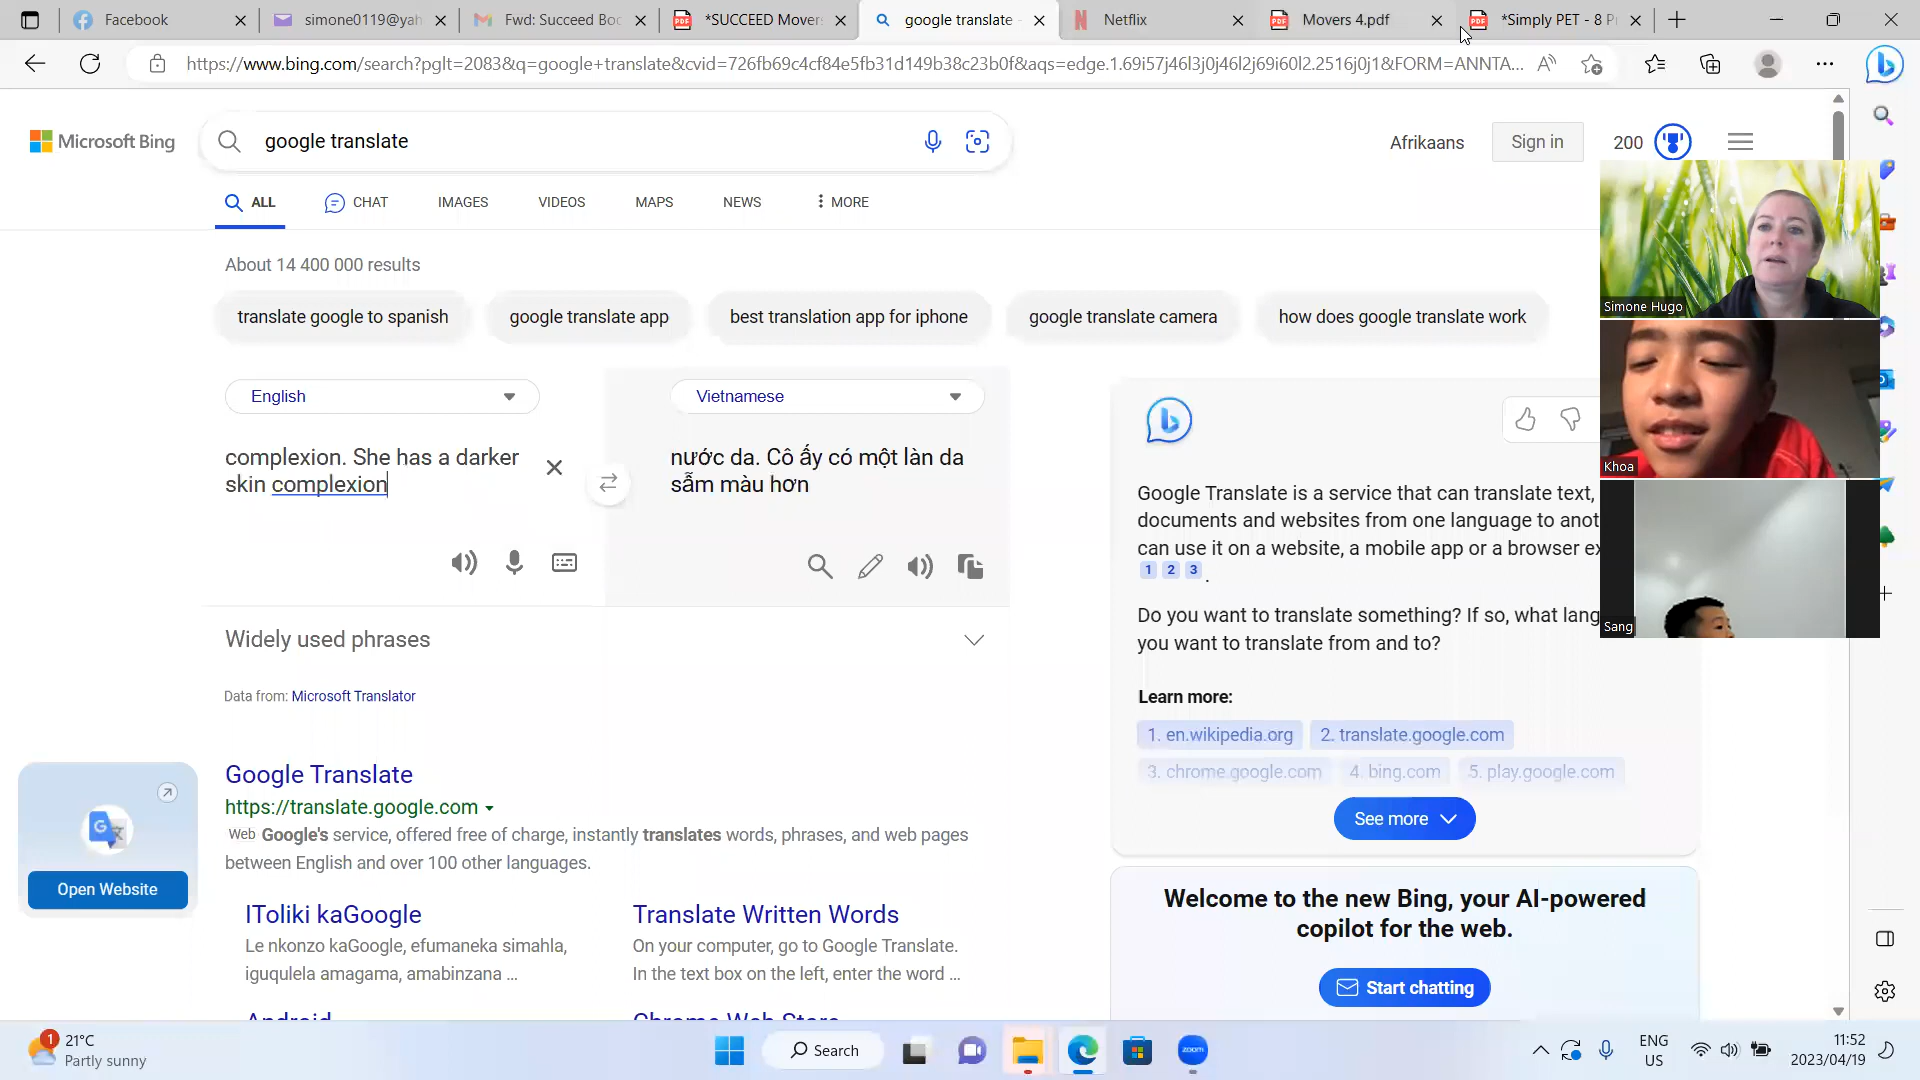 Facebook
simone0119@yah
Fwd: Succeed Boo
*SUCCEED Movers
google translate -
Netflix
Movers 4.pdf
*Simply PET - 8 P
https://www.bing.com/search?pglt=2083&q=google+translate&cvid=726fb69c4cf84e5fb31d149b38c23b0f&aqs=edge.1.69i57j46l3j0j46l2j69i60l2.2516j0j1&FORM=ANNTA...
Microsoft Bing
google translate
Afrikaans
Sign in
200
ALL
CHAT
IMAGES
VIDEOS
MAPS
NEWS
MORE
About 14 400 000 results
translate google to spanish
google translate app
best translation app for iphone
google translate camera
how does google translate work
English
Vietnamese
complexion. She has a darker
skin complexion
nước da. Cô ấy có một làn da
sẫm màu hơn
Widely used phrases
Data from: Microsoft Translator
Google Translate
https://translate.google.com
Web Google's service, offered free of charge, instantly translates words, phrases, and web pages
between English and over 100 other languages.
Open Website
IToliki kaGoogle
Le nkonzo kaGoogle, efumaneka simahla,
iguqulela amagama, amabinzana ...
Translate Written Words
On your computer, go to Google Translate.
In the text box on the left, enter the word ...
Android
Chrome Web Store
Google Translate is a service that can translate text,
documents and websites from one language to anot
can use it on a website, a mobile app or a browser ex
1 2 3 .
Do you want to translate something? If so, what lang
you want to translate from and to?
Learn more:
1. en.wikipedia.org
2. translate.google.com
3. chrome.google.com
4. bing.com
5. play.google.com
See more
Welcome to the new Bing, your AI-powered
copilot for the web.
Start chatting
Simone Hugo
Khoa
Sang
1
21°C
Partly sunny
Search
zoom
ENG
US
11:52
2023/04/19